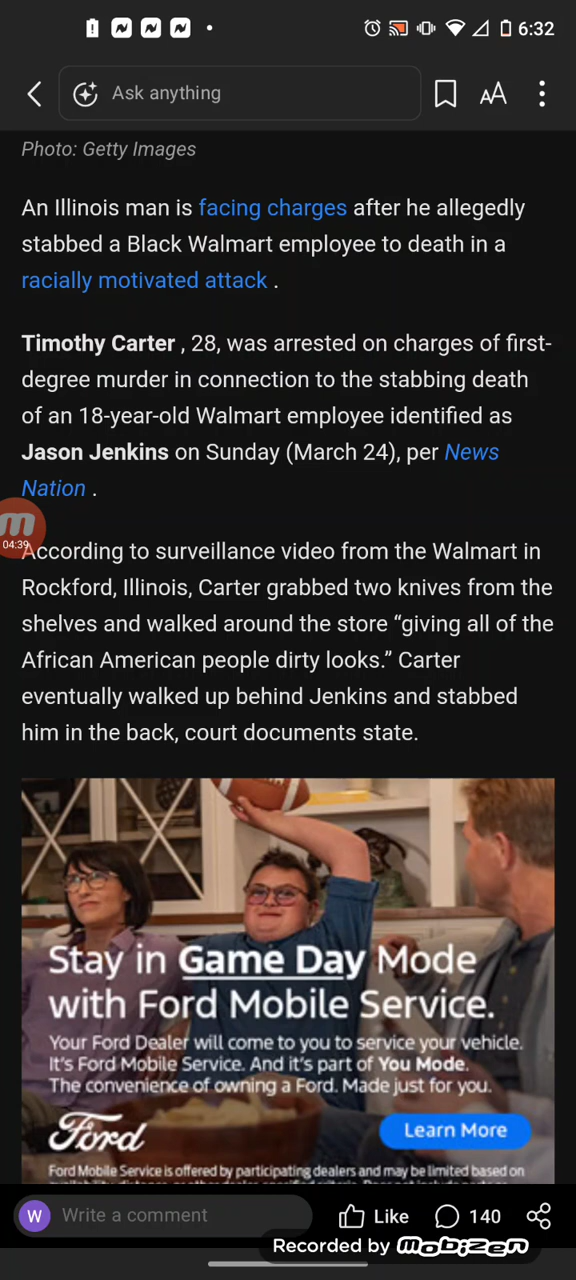 6:32
Ask anything
AA
Photo: Getty Images
An Illinois man is facing charges after he allegedly
stabbed a Black Walmart employee to death in a
racially motivated attack .
Timothy Carter , 28, was arrested on charges of first-
degree murder in connection to the stabbing death
of an 18-year-old Walmart employee identified as
Jason Jenkins on Sunday (March 24), per News
Nation .
04:39
According to surveillance video from the Walmart in
Rockford, Illinois, Carter grabbed two knives from the
shelves and walked around the store “giving all of the
African American people dirty looks.” Carter
eventually walked up behind Jenkins and stabbed
him in the back, court documents state.
Stay in Game Day Mode
with Ford Mobile Service.
Your Ford Dealer will come to you to service your vehicle.
It's Ford Mobile Service. And it's part of You Mode.
The convenience of owning a Ford. Made just for you.
Ford
Learn More
Ford Mobile Service is offered by participating dealers and may be limited based on
W
Write a comment
Like
140
Recorded by mobizen